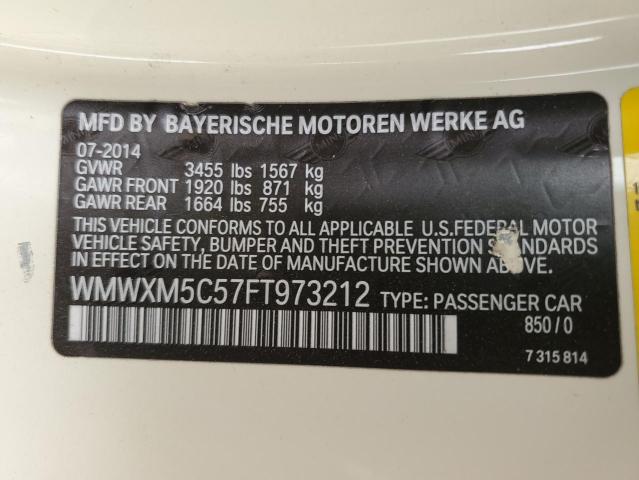 MFD BY BAYERISCHE MOTOREN WERKE AG
07-2014
GVWR 3455 lbs 1567 kg
GAWR FRONT 1920 lbs 871 kg
GAWR REAR 1664 lbs 755 kg
THIS VEHICLE CONFORMS TO ALL APPLICABLE U.S.FEDERAL MOTOR
VEHICLE SAFETY, BUMPER AND THEFT PREVENTION STANDARDS
IN EFFECT ON THE DATE OF MANUFACTURE SHOWN ABOVE.
WMWXM5C57FT973212 TYPE: PASSENGER CAR
850 / 0
7 315 814